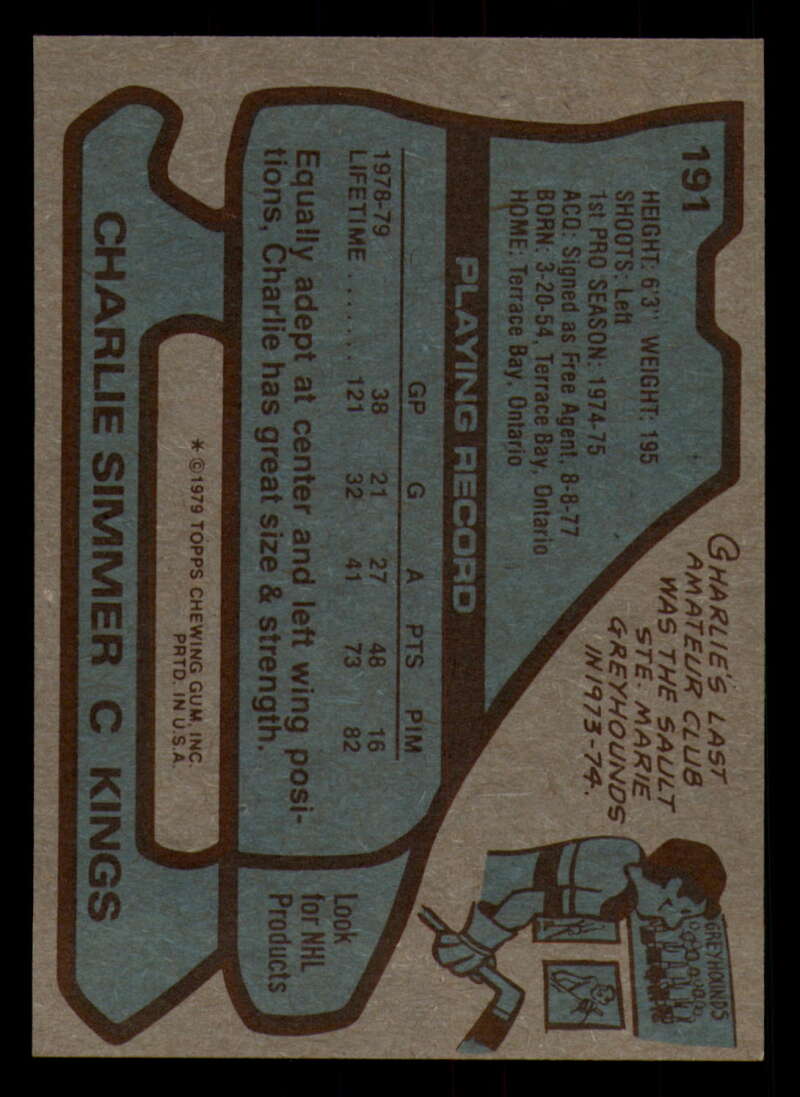 191
HEIGHT: 6'3" WEIGHT: 195
SHOOTS: Left
1st PRO SEASON: 1974-75
ACQ: Signed as Free Agent, 8-8-77
BORN: 3-20-54, Terrace Bay, Ontario
HOME: Terrace Bay, Ontario
CHARLIE'S LAST
AMATEUR CLUB
WAS THE SAULT
STE. MARIE
GREYHOUNDS
IN 1973-74.
GREYHOUNDS
PLAYING RECORD
GP G A PTS PIM
1978-79 38 21 27 48 16
LIFETIME ....... 121 32 41 73 82
Equally adept at center and left wing posi-
tions, Charlie has great size & strength.
Look
for NHL
Products
* ©1979 TOPPS CHEWING GUM, INC.
PRTD. IN U.S.A.
CHARLIE SIMMER C KINGS